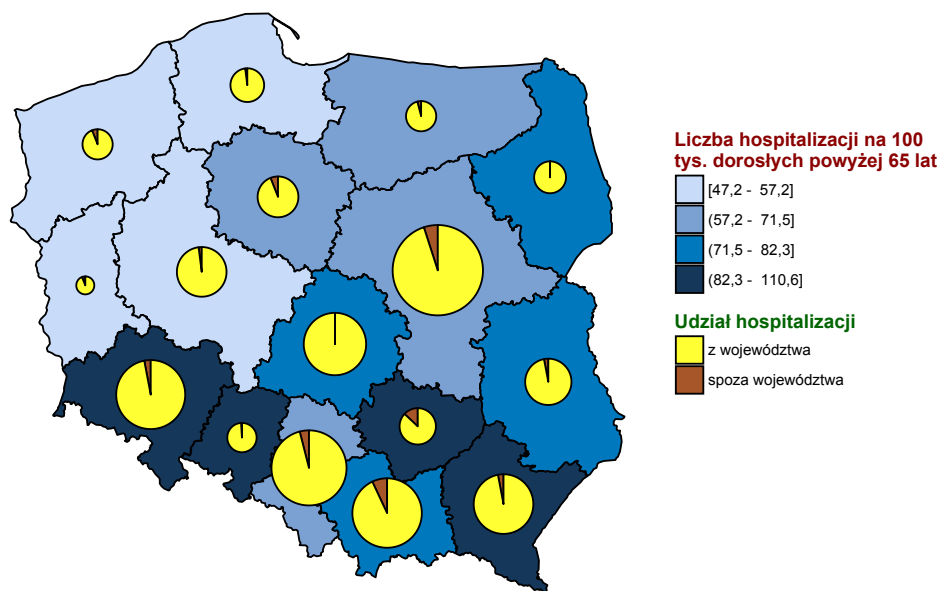 Liczba hospitalizacji na 100
tys. dorosłych powyżej 65 lat
[47,2 - 57,2]
(57,2 - 71,5]
(71,5 - 82,3]
(82,3 - 110,6]
Udział hospitalizacji
z województwa
spoza województwa